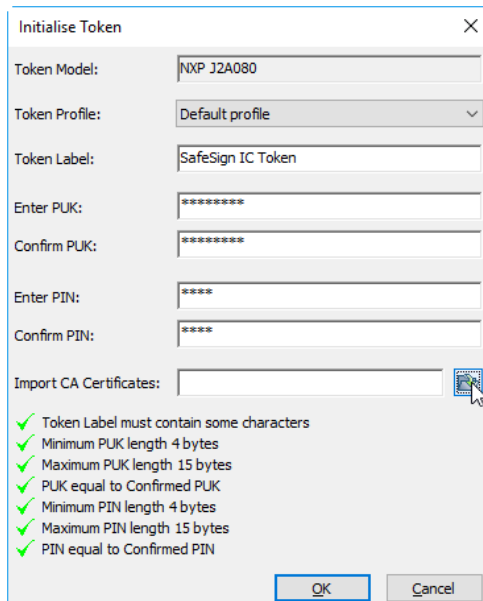 Initialise Token
Token Model: NXP J2A080
Token Profile: Default profile
Token Label: SafeSign IC Token
Enter PUK: ********
Confirm PUK: ********
Enter PIN: ****
Confirm PIN: ****
Import CA Certificates:
Token Label must contain some characters
Minimum PUK length 4 bytes
Maximum PUK length 15 bytes
PUK equal to Confirmed PUK
Minimum PIN length 4 bytes
Maximum PIN length 15 bytes
PIN equal to Confirmed PIN
OK Cancel